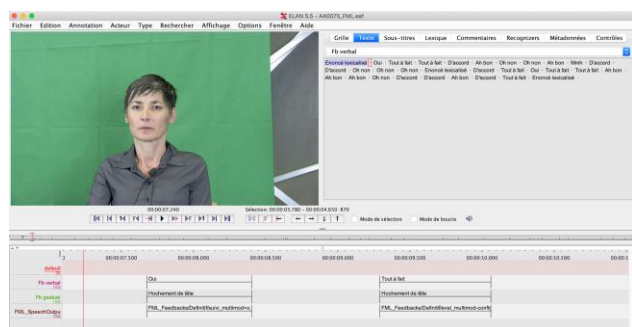 ELAN 6.6 - A4D076_FML.eaf
Fichier Edition Annotation Acteur Type Rechercher Affichage Options Fenêtre Aide
Grille Texte Sous-titres Lexique Commentaires Recognizers Métadonnées Contrôles
Fb verbal
Enoncé lexicalisé · Oui · Tout à fait · Tout à fait · D'accord · Ah bon · Oh non · Oh non · Ah bon · Mmh · D'accord ·
D'accord · Oh non · Oh non · Oh non · Enoncé lexicalisé · D'accord · Tout à fait · Oui · Tout à fait · Tout à fait · Ah bon ·
Ah bon · Ah bon · Oh non · D'accord · D'accord · Ah bon · Tout à fait · Enoncé lexicalisé ·
00:00:07.240
Sélection: 00:00:03.780 - 00:00:04.650 870
Mode de sélection Mode de boucle
00:00:07.500 00:00:08.000 00:00:08.500 00:00:09.000 00:00:09.500 00:00:10.000 00:00:10.500
default
Fb verbal
Oui Tout à fait
Fb gestuel
Hochement de tête Hochement de tête
FML_SpeechOutpu